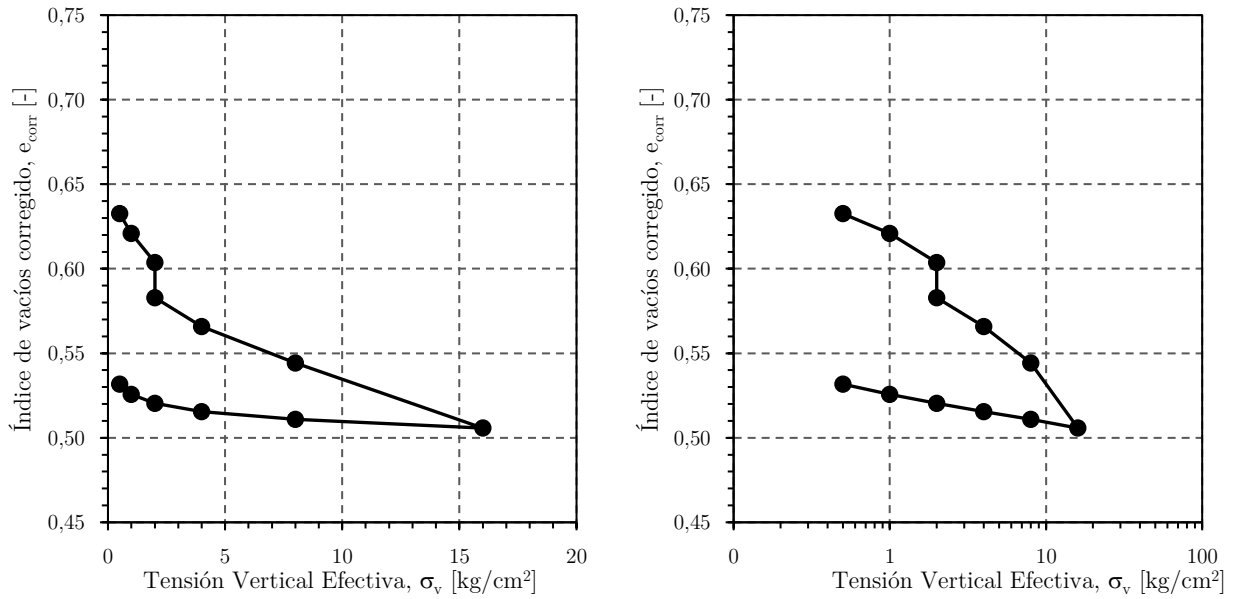 Índice de vacíos corregido, e_corr [-]
0,75
0,70
0,65
0,60
0,55
0,50
0,45
0 5 10 15 20
Tensión Vertical Efectiva, σ_v [kg/cm²]
Índice de vacíos corregido, e_corr [-]
0,75
0,70
0,65
0,60
0,55
0,50
0,45
0 1 10 100
Tensión Vertical Efectiva, σ_v [kg/cm²]